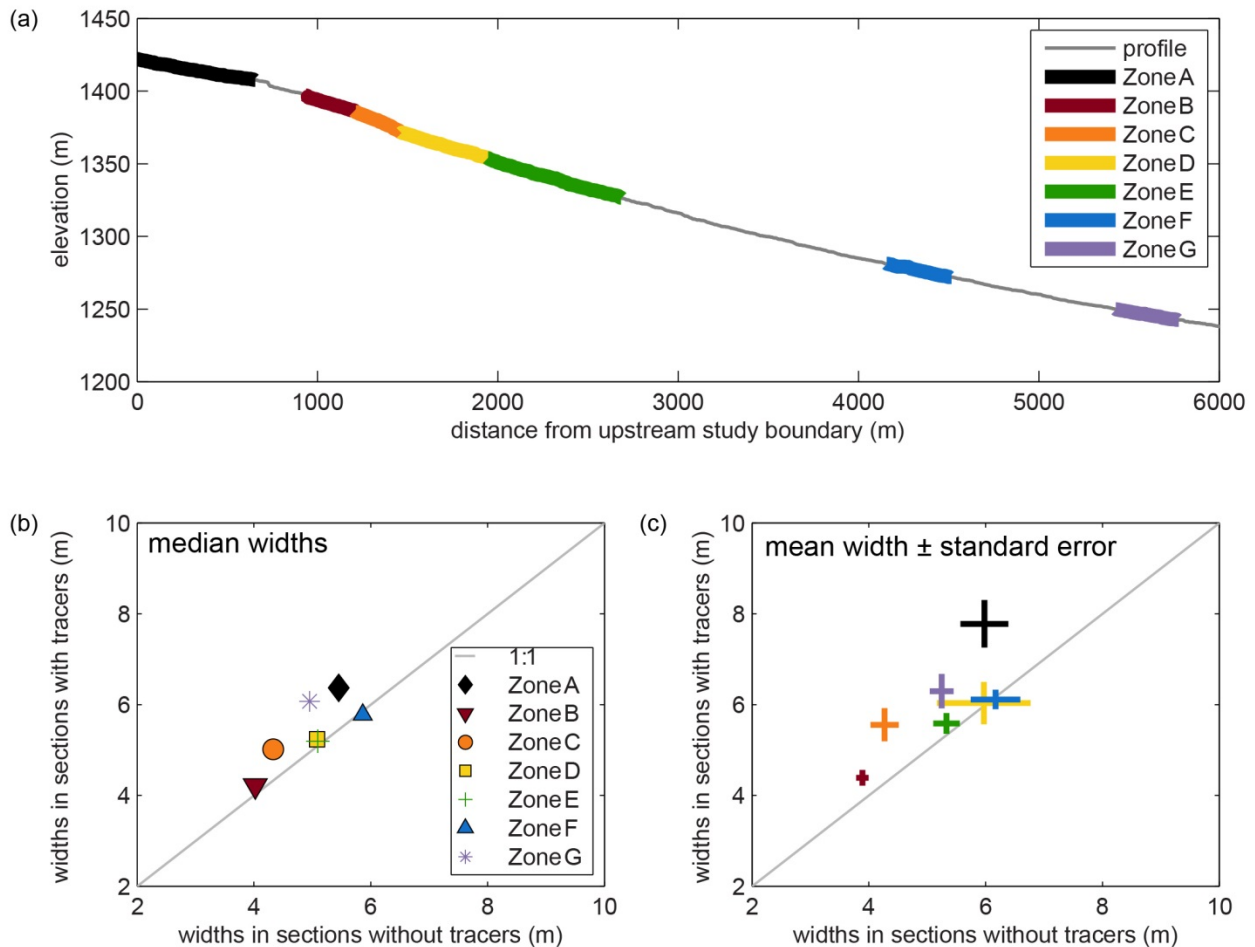 (a)
1450
1400
1350
1300
1250
1200
elevation (m)
0 1000 2000 3000 4000 5000 6000
distance from upstream study boundary (m)
profile
Zone A
Zone B
Zone C
Zone D
Zone E
Zone F
Zone G
(b)
median widths
10
8
6
4
2
widths in sections with tracers (m)
2 4 6 8 10
widths in sections without tracers (m)
1:1
Zone A
Zone B
Zone C
Zone D
Zone E
Zone F
Zone G
(c)
mean width ± standard error
10
8
6
4
2
widths in sections with tracers (m)
2 4 6 8 10
widths in sections without tracers (m)